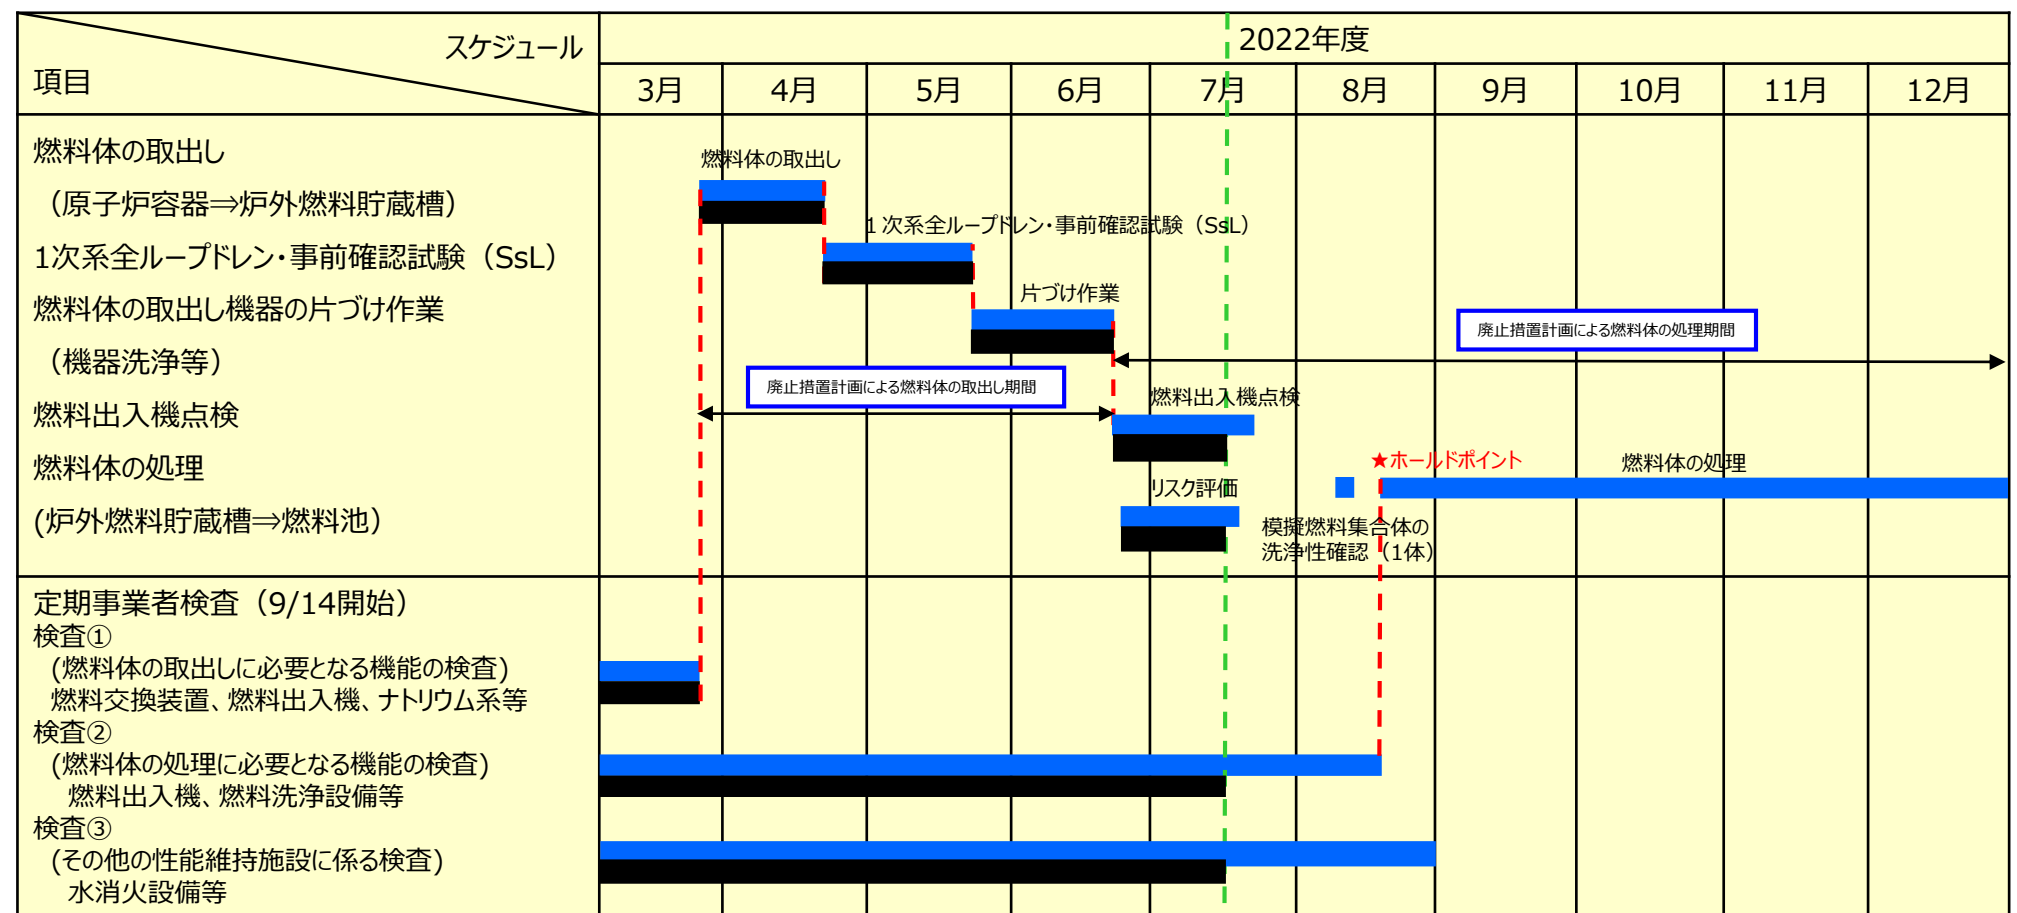 スケジュール
項目
2022年度
3月 4月 5月 6月 7月 8月 9月 10月 11月 12月
燃料体の取出し
（原子炉容器⇒炉外燃料貯蔵槽）
1次系全ループドレン・事前確認試験（SsL）
燃料体の取出し機器の片づけ作業
（機器洗浄等）
燃料出入機点検
燃料体の処理
(炉外燃料貯蔵槽⇒燃料池）
燃料体の取出し
１次系全ループドレン・事前確認試験（SsL）
片づけ作業
廃止措置計画による燃料体の処理期間
廃止措置計画による燃料体の取出し期間
燃料出入機点検
★ホールドポイント
燃料体の処理
リスク評価
模擬燃料集合体の
洗浄性確認（1体）
定期事業者検査（9/14開始）
検査①
(燃料体の取出しに必要となる機能の検査)
燃料交換装置、燃料出入機、ナトリウム系等
検査②
(燃料体の処理に必要となる機能の検査)
燃料出入機、燃料洗浄設備等
検査③
(その他の性能維持施設に係る検査)
水消火設備等